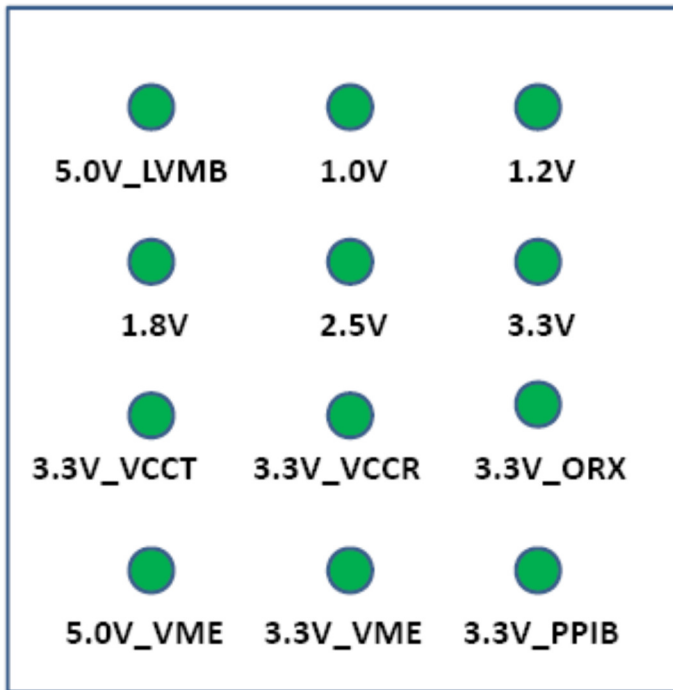 5.0V_LVMB 1.0V 1.2V
1.8V 2.5V 3.3V
3.3V_VCCT 3.3V_VCCR 3.3V_ORX
5.0V_VME 3.3V_VME 3.3V_PPIB